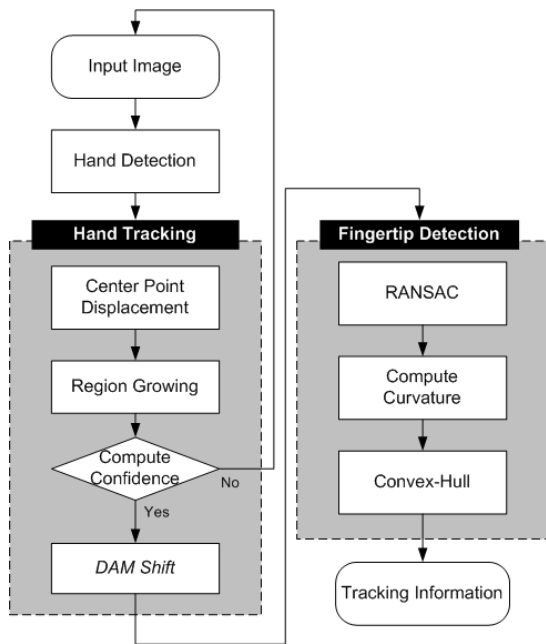 Input Image
Hand Detection
Hand Tracking
Center Point
Displacement
Region Growing
Compute
Confidence
No
Yes
DAM Shift
Fingertip Detection
RANSAC
Compute
Curvature
Convex-Hull
Tracking Information